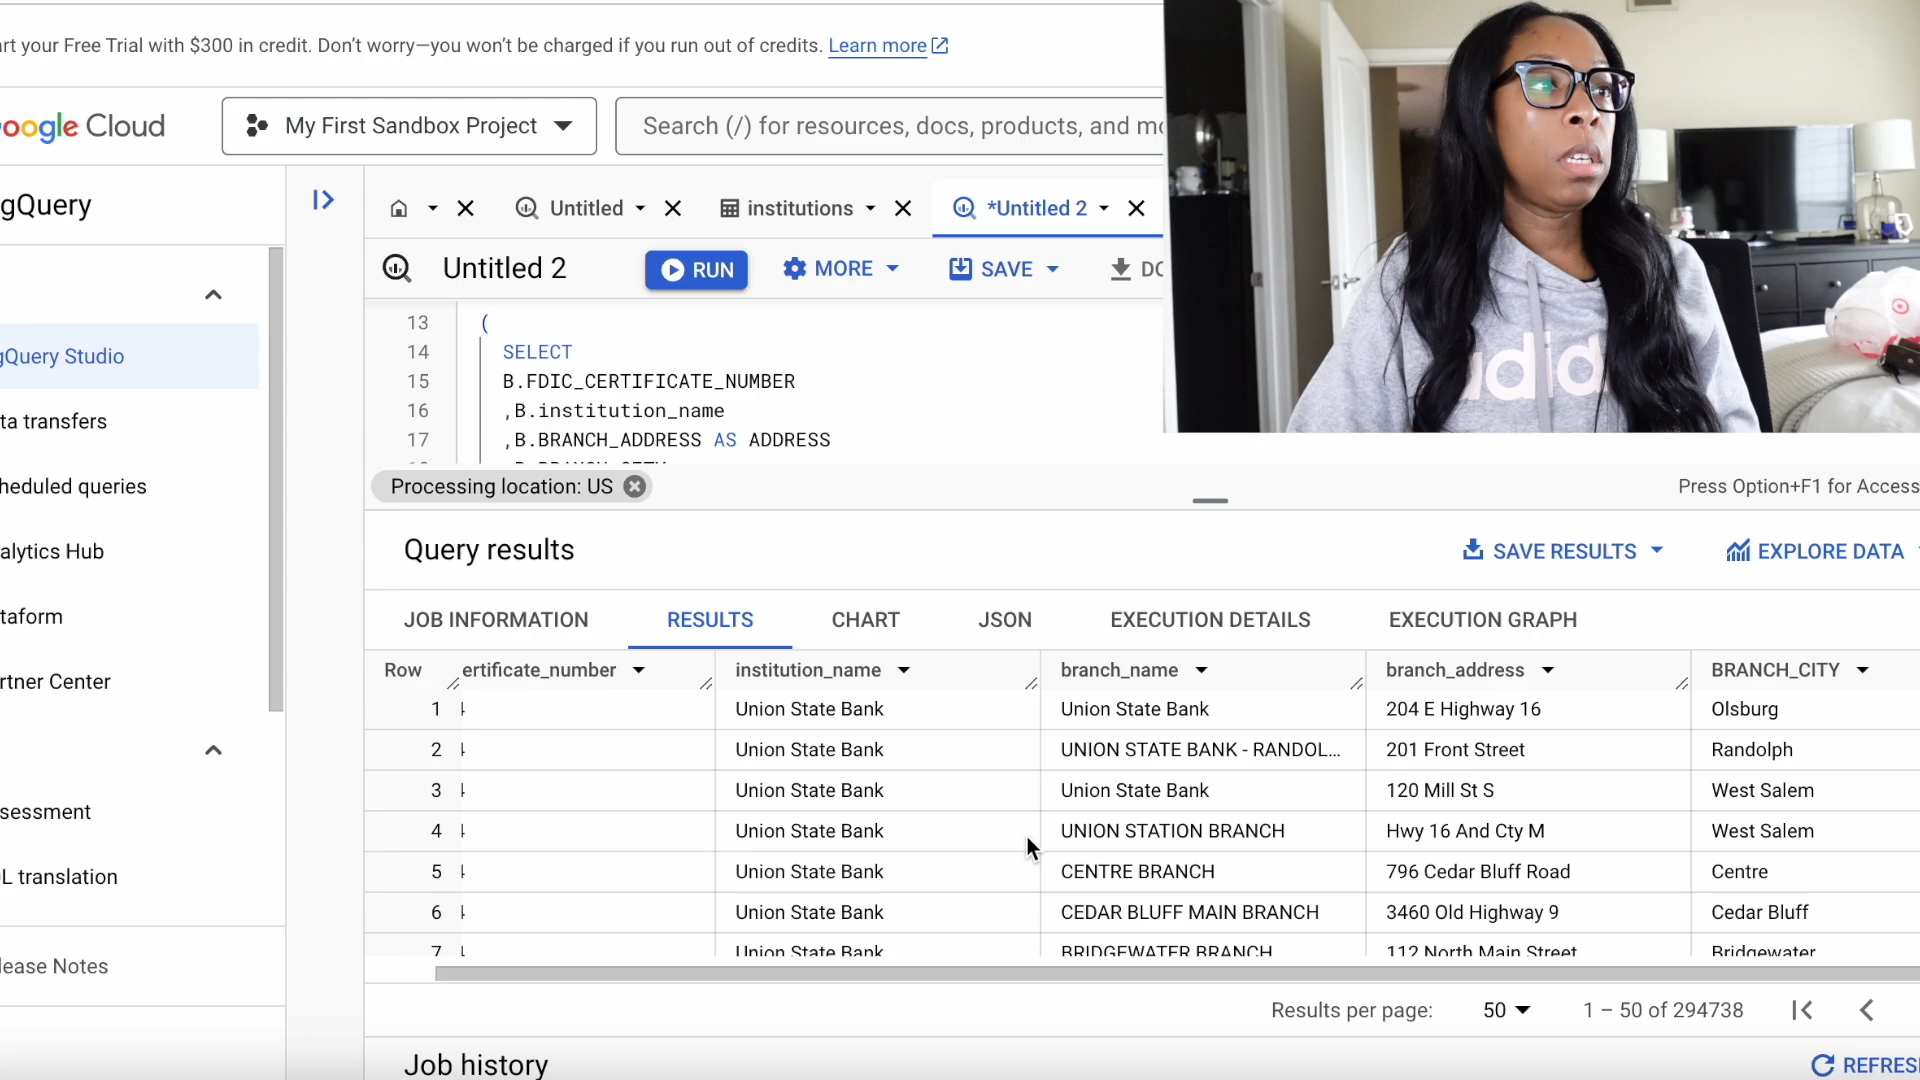 rt your Free Trial with $300 in credit. Don't worry—you won't be charged if you run out of credits. Learn more
oogle Cloud
My First Sandbox Project
Search (/) for resources, docs, products, and mo
gQuery
Untitled
institutions
*Untitled 2
Untitled 2
RUN
MORE
SAVE
DO
13 (
14 SELECT
15 B.FDIC_CERTIFICATE_NUMBER
16 ,B.institution_name
17 ,B.BRANCH_ADDRESS AS ADDRESS
gQuery Studio
ta transfers
heduled queries
alytics Hub
taform
rtner Center
sessment
L translation
lease Notes
Processing location: US
Press Option+F1 for Access
Query results
SAVE RESULTS
EXPLORE DATA
JOB INFORMATION RESULTS CHART JSON EXECUTION DETAILS EXECUTION GRAPH
Row ertificate_number institution_name branch_name branch_address BRANCH_CITY
1 Union State Bank Union State Bank 204 E Highway 16 Olsburg
2 Union State Bank UNION STATE BANK - RANDOL... 201 Front Street Randolph
3 Union State Bank Union State Bank 120 Mill St S West Salem
4 Union State Bank UNION STATION BRANCH Hwy 16 And Cty M West Salem
5 Union State Bank CENTRE BRANCH 796 Cedar Bluff Road Centre
6 Union State Bank CEDAR BLUFF MAIN BRANCH 3460 Old Highway 9 Cedar Bluff
7 Union State Bank BRIDGEWATER BRANCH 112 North Main Street Bridgewater
Results per page: 50 1 – 50 of 294738
Job history
REFRES
adid